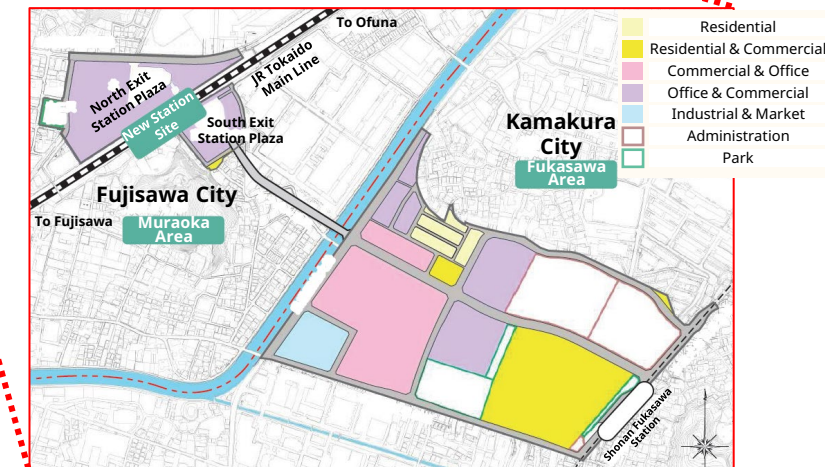 To Ofuna
JR Tokaido
Main Line
North Exit
Station Plaza
New Station
Site
South Exit
Station Plaza
Fujisawa City
To Fujisawa
Muraoka
Area
Kamakura
City
Fukasawa
Area
Shonan Fukasawa
Station
Residential
Residential & Commercial
Commercial & Office
Office & Commercial
Industrial & Market
Administration
Park